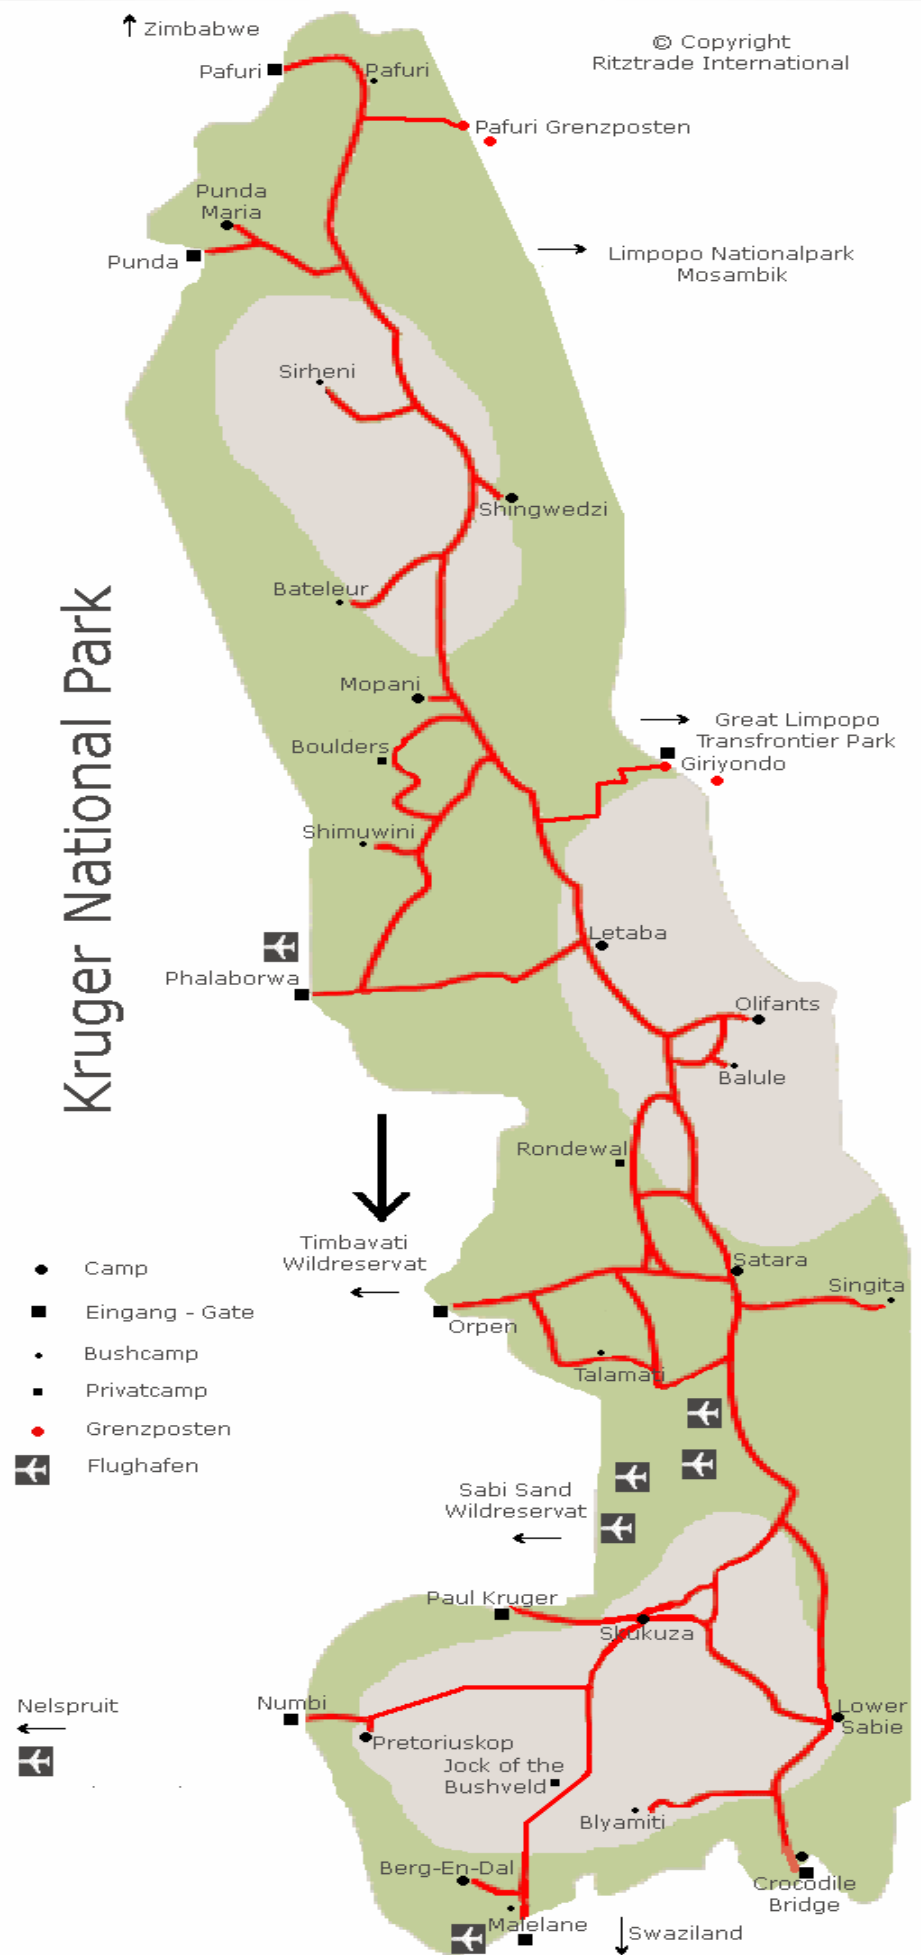 Zimbabwe
© Copyright
Ritztrade International
Pafuri
Pafuri
Pafuri Grenzposten
Punda
Maria
Punda
Limpopo Nationalpark
Mosambik
Sirheni
Shingwedzi
Bateleur
Kruger National Park
Mopani
Great Limpopo
Transfrontier Park
Boulders
Giriyondo
Shimuwini
Letaba
Phalaborwa
Olifants
Balule
Rondewal
Timbavati
Wildreservat
Satara
Singita
Orpen
Talamati
Camp
Eingang - Gate
Bushcamp
Privatcamp
Grenzposten
Flughafen
Sabi Sand
Wildreservat
Paul Kruger
Skukuza
Nelspruit
Numbi
Lower
Sabie
Pretoriuskop
Jock of the
Bushveld
Blyamiti
Berg-En-Dal
Crocodile
Bridge
Malelane
Swaziland